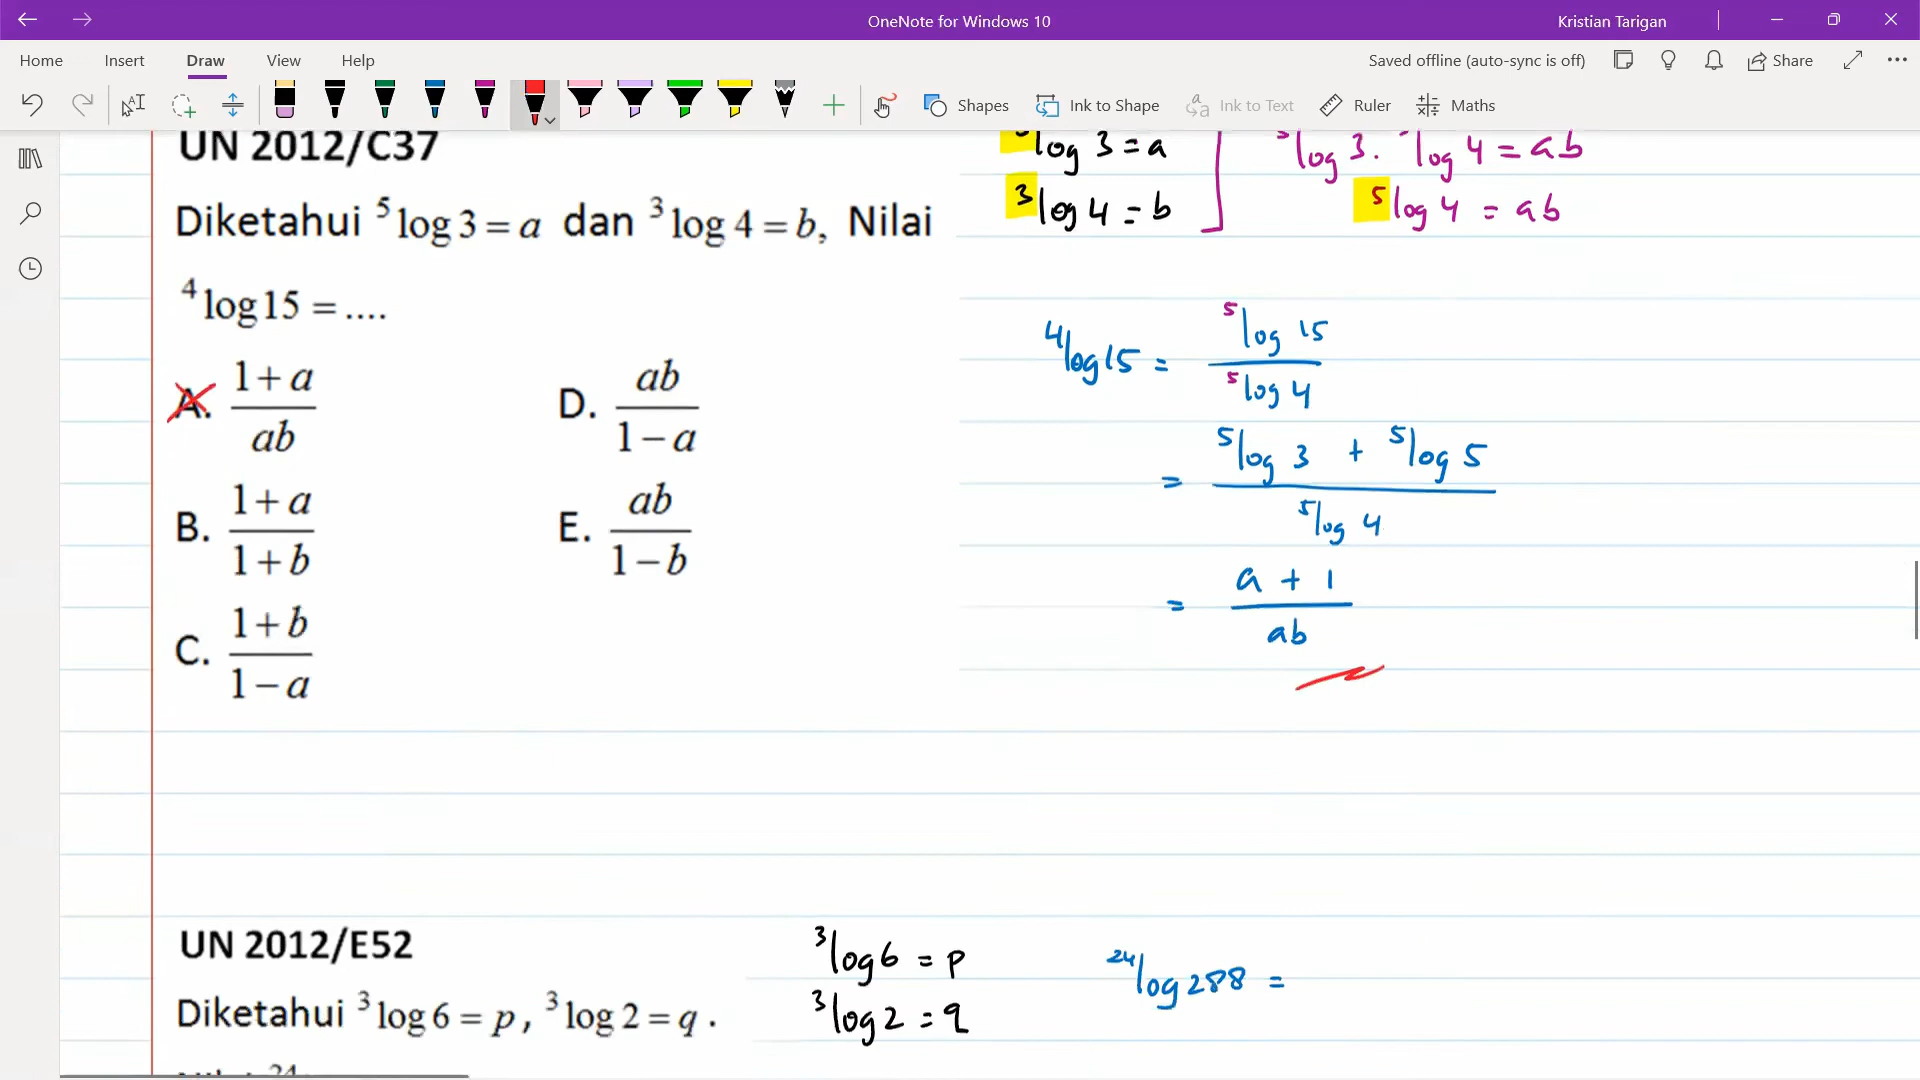 OneNote for Windows 10
Kristian Tarigan
Home Insert Draw View Help
Saved offline (auto-sync is off) Share
Shapes Ink to Shape Ink to Text Ruler Maths
UN 2012/C37
Diketahui ⁵log 3 = a dan ³log 4 = b, Nilai
⁴log 15 = ....
A. (1 + a)/(ab)
D. (ab)/(1 − a)
B. (1 + a)/(1 + b)
E. (ab)/(1 − b)
C. (1 + b)/(1 − a)
log 3 = a
³log 4 = b
log 3 . log 4 = ab
⁵log 4 = ab
⁴log 15 = ⁵log 15 / ⁵log 4
= (⁵log 3 + ⁵log 5) / ⁵log 4
= (a + 1)/(ab)
UN 2012/E52
Diketahui ³log 6 = p, ³log 2 = q .
³log 6 = p
³log 2 = q
²⁴log 288 =